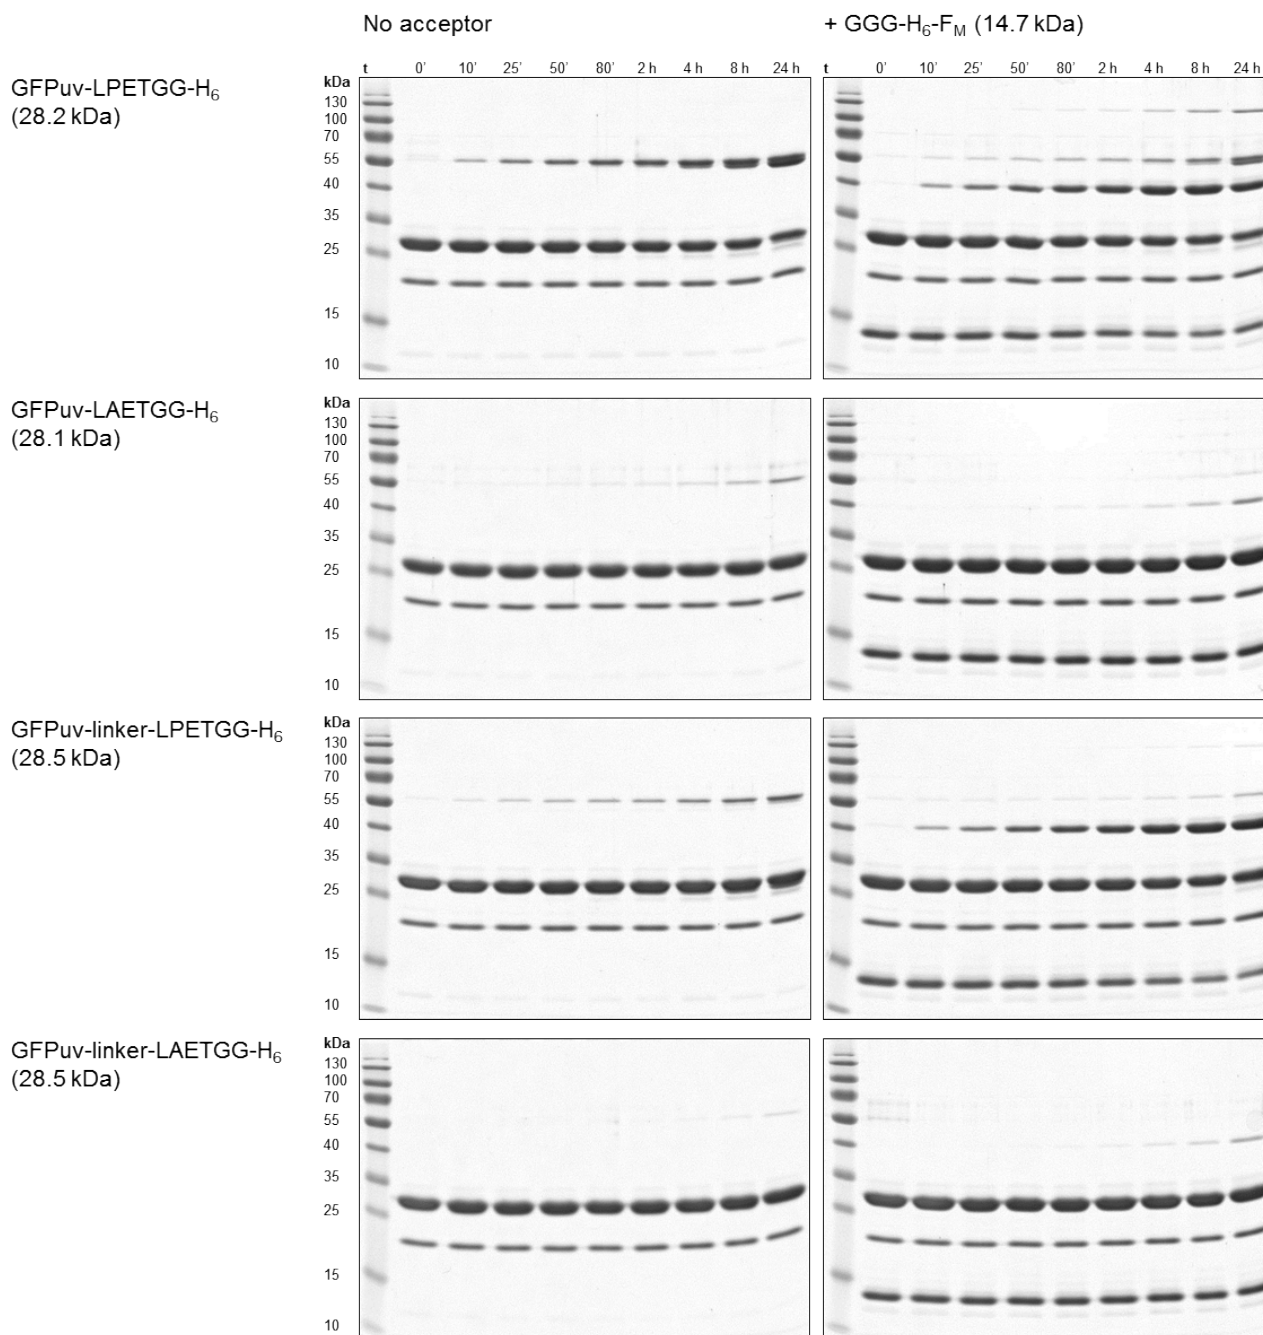 No acceptor
+ GGG-H₆-Fₘ (14.7 kDa)
t 0' 10' 25' 50' 80' 2 h 4 h 8 h 24 h
t 0' 10' 25' 50' 80' 2 h 4 h 8 h 24 h
GFPuv-LPETGG-H₆
(28.2 kDa)
kDa
130
100
70
55
40
35
25
15
10
GFPuv-LAETGG-H₆
(28.1 kDa)
kDa
130
100
70
55
40
35
25
15
10
GFPuv-linker-LPETGG-H₆
(28.5 kDa)
kDa
130
100
70
55
40
35
25
15
10
GFPuv-linker-LAETGG-H₆
(28.5 kDa)
kDa
130
100
70
55
40
35
25
15
10